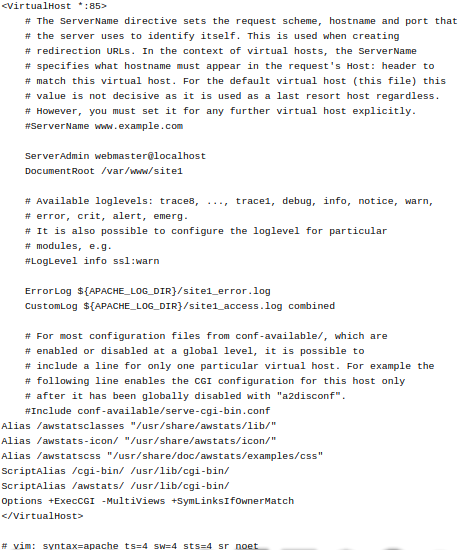 <VirtualHost *:85>
# The ServerName directive sets the request scheme, hostname and port that
# the server uses to identify itself. This is used when creating
# redirection URLs. In the context of virtual hosts, the ServerName
# specifies what hostname must appear in the request's Host: header to
# match this virtual host. For the default virtual host (this file) this
# value is not decisive as it is used as a last resort host regardless.
# However, you must set it for any further virtual host explicitly.
#ServerName www.example.com
ServerAdmin webmaster@localhost
DocumentRoot /var/www/site1
# Available loglevels: trace8, ..., trace1, debug, info, notice, warn,
# error, crit, alert, emerg.
# It is also possible to configure the loglevel for particular
# modules, e.g.
#LogLevel info ssl:warn
ErrorLog ${APACHE_LOG_DIR}/site1_error.log
CustomLog ${APACHE_LOG_DIR}/site1_access.log combined
# For most configuration files from conf-available/, which are
# enabled or disabled at a global level, it is possible to
# include a line for only one particular virtual host. For example the
# following line enables the CGI configuration for this host only
# after it has been globally disabled with "a2disconf".
#Include conf-available/serve-cgi-bin.conf
Alias /awstatsclasses "/usr/share/awstats/lib/"
Alias /awstats-icon/ "/usr/share/awstats/icon/"
Alias /awstatscss "/usr/share/doc/awstats/examples/css"
ScriptAlias /cgi-bin/ /usr/lib/cgi-bin/
ScriptAlias /awstats/ /usr/lib/cgi-bin/
Options +ExecCGI -MultiViews +SymLinksIfOwnerMatch
</VirtualHost>
# vim: syntax=apache ts=4 sw=4 sts=4 sr noet